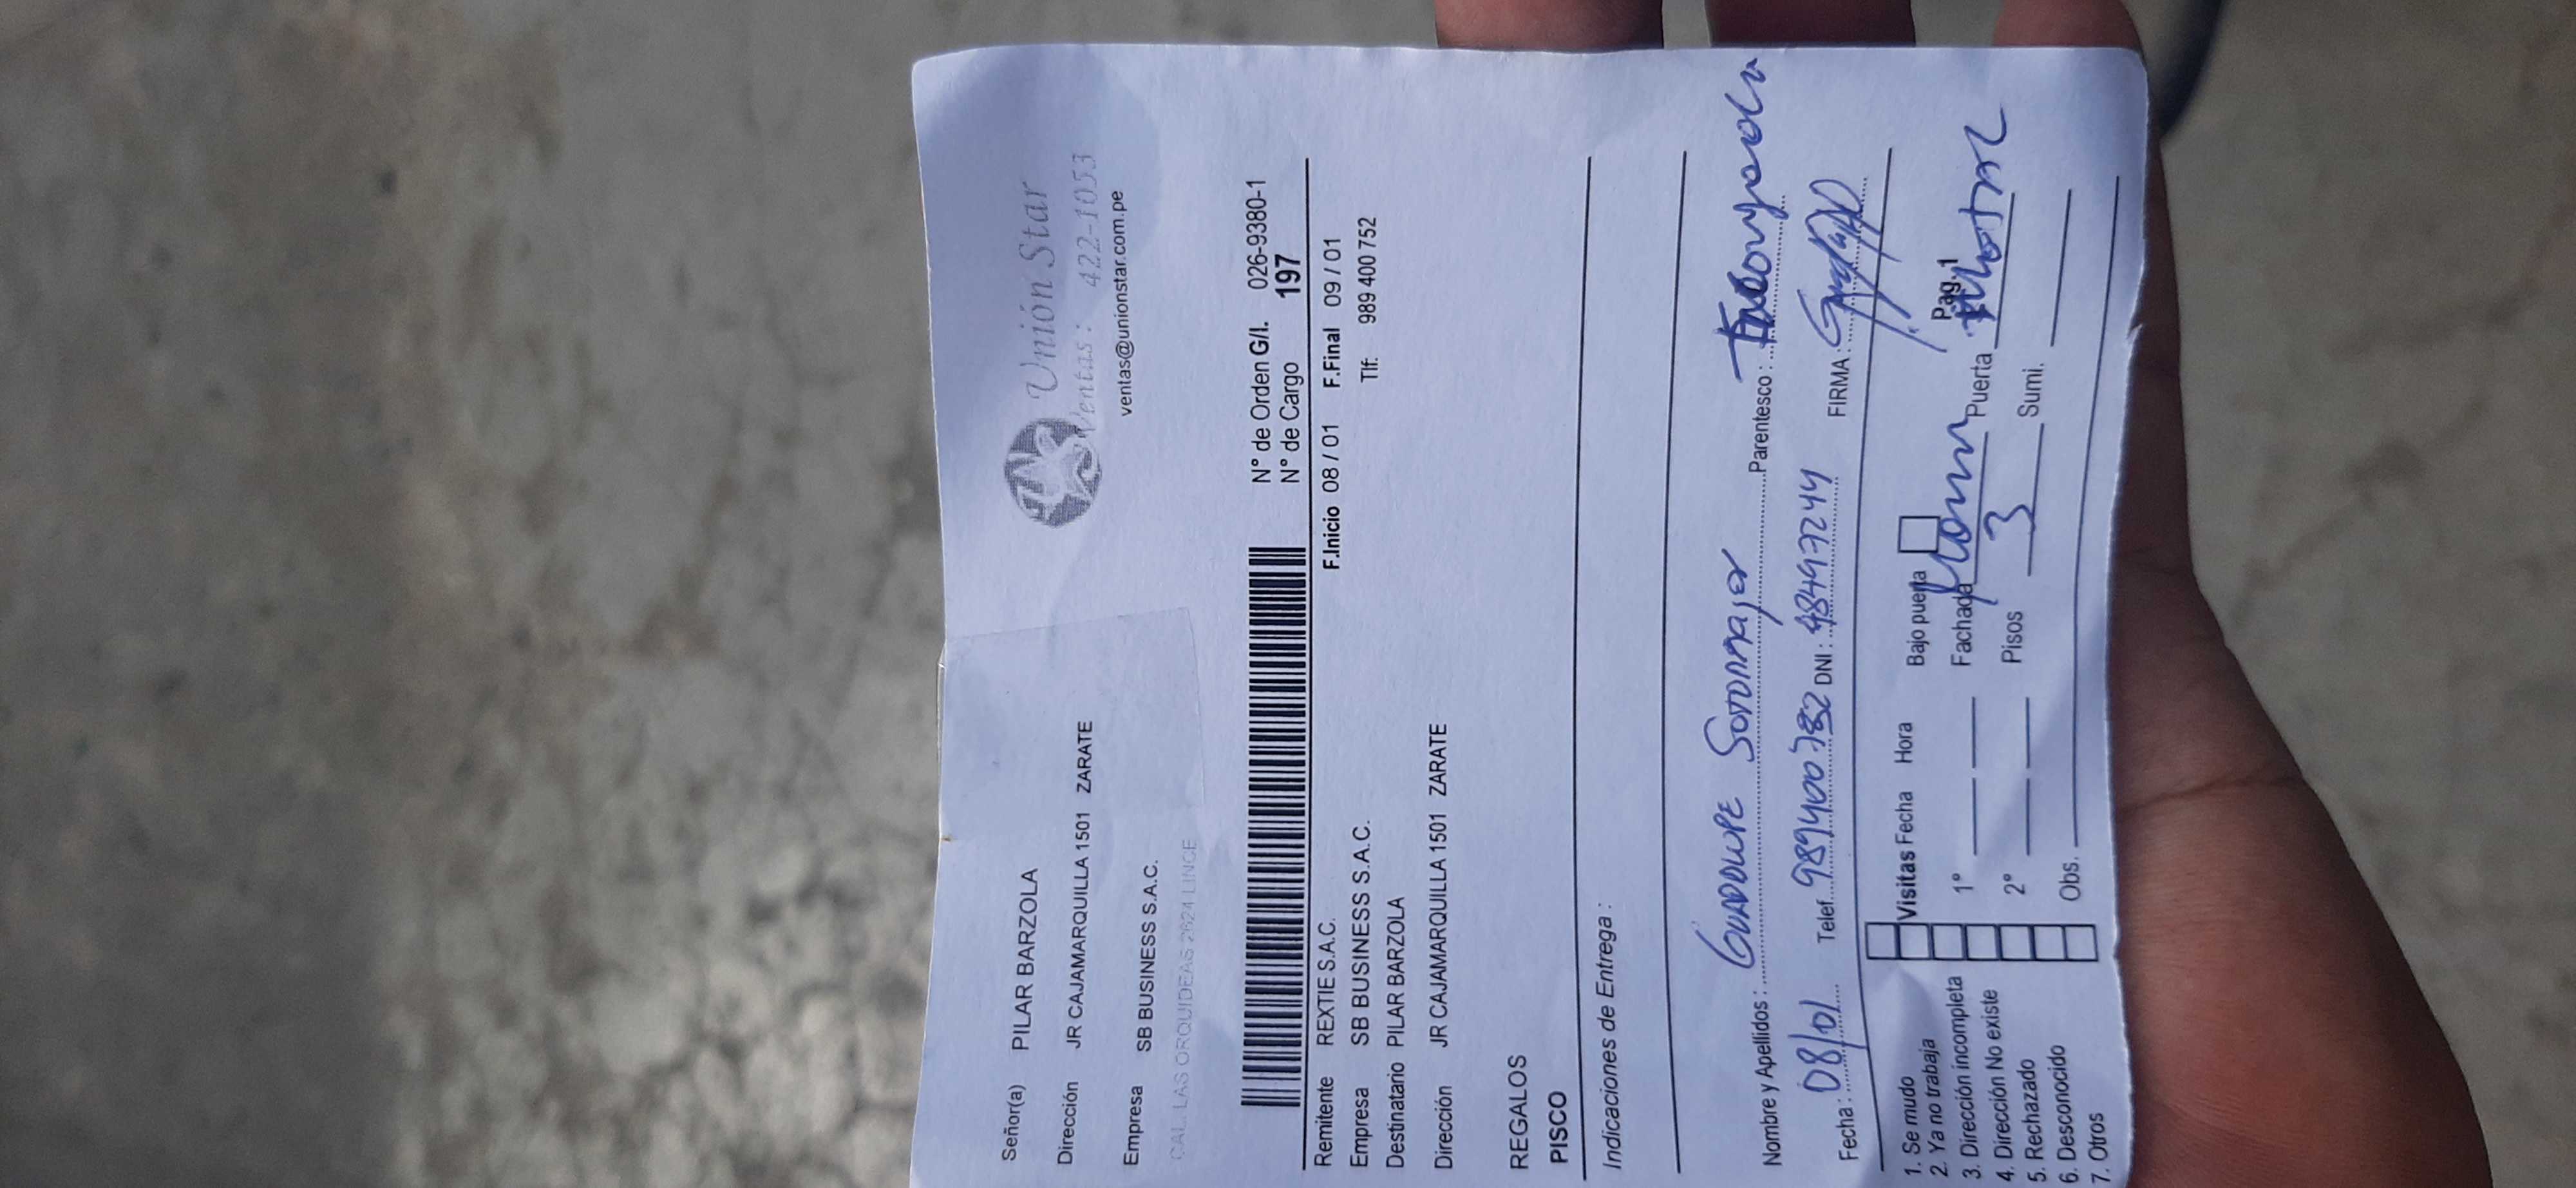 Unión Star
Ventas: 422-1053
ventas@unionstar.com.pe
Señor(a) PILAR BARZOLA
Dirección JR CAJAMARQUILLA 1501 ZARATE
Empresa SB BUSINESS S.A.C.
CAL. LAS ORQUIDEAS 2624 LINCE
N° de Orden G/I. 026-9380-1
N° de Cargo 197
F.Inicio 08 / 01 F.Final 09 / 01
Remitente REXTIE S.A.C.
Empresa SB BUSINESS S.A.C. Tlf: 989 400 752
Destinatario PILAR BARZOLA
Dirección JR CAJAMARQUILLA 1501 ZARATE
REGALOS
PISCO
Indicaciones de Entrega :
Nombre y Apellidos : GUADALUPE SOTOMAYOR Parentesco :
Fecha : 08/01 Telef. 989400782 DNI : 48497244 FIRMA :
1. Se mudo Visitas Fecha Hora Bajo puerta
2. Ya no trabaja 1° Fachada Puerta Pag.1
3. Dirección incompleta 2° Pisos 3 Sumi.
4. Dirección No existe
5. Rechazado Obs.
6. Desconocido
7. Otros